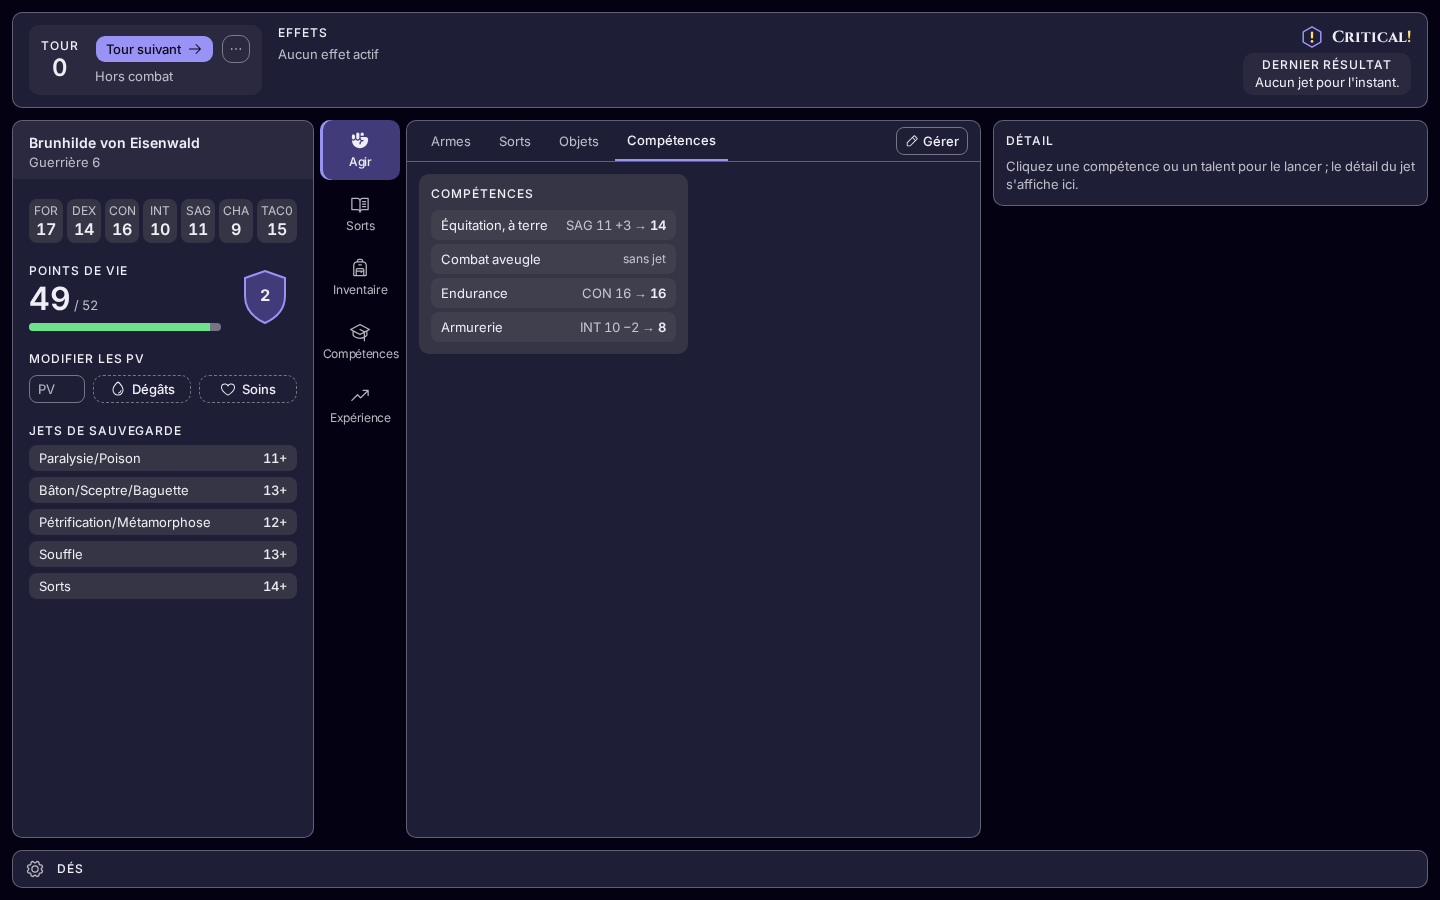 TOUR
0
Tour suivant →
...
Hors combat
EFFETS
Aucun effet actif
! CRITICAL!
DERNIER RÉSULTAT
Aucun jet pour l'instant.
Brunhilde von Eisenwald
Guerrière 6
FOR DEX CON INT SAG CHA TAC0
17 14 16 10 11 9 15
POINTS DE VIE
49 / 52
2
MODIFIER LES PV
PV Dégâts Soins
JETS DE SAUVEGARDE
Paralysie/Poison 11+
Bâton/Sceptre/Baguette 13+
Pétrification/Métamorphose 12+
Souffle 13+
Sorts 14+
Agir
Sorts
Inventaire
Compétences
Expérience
Armes Sorts Objets Compétences Gérer
COMPÉTENCES
Équitation, à terre SAG 11 +3 → 14
Combat aveugle sans jet
Endurance CON 16 → 16
Armurerie INT 10 −2 → 8
DÉTAIL
Cliquez une compétence ou un talent pour le lancer ; le détail du jet
s'affiche ici.
DÉS